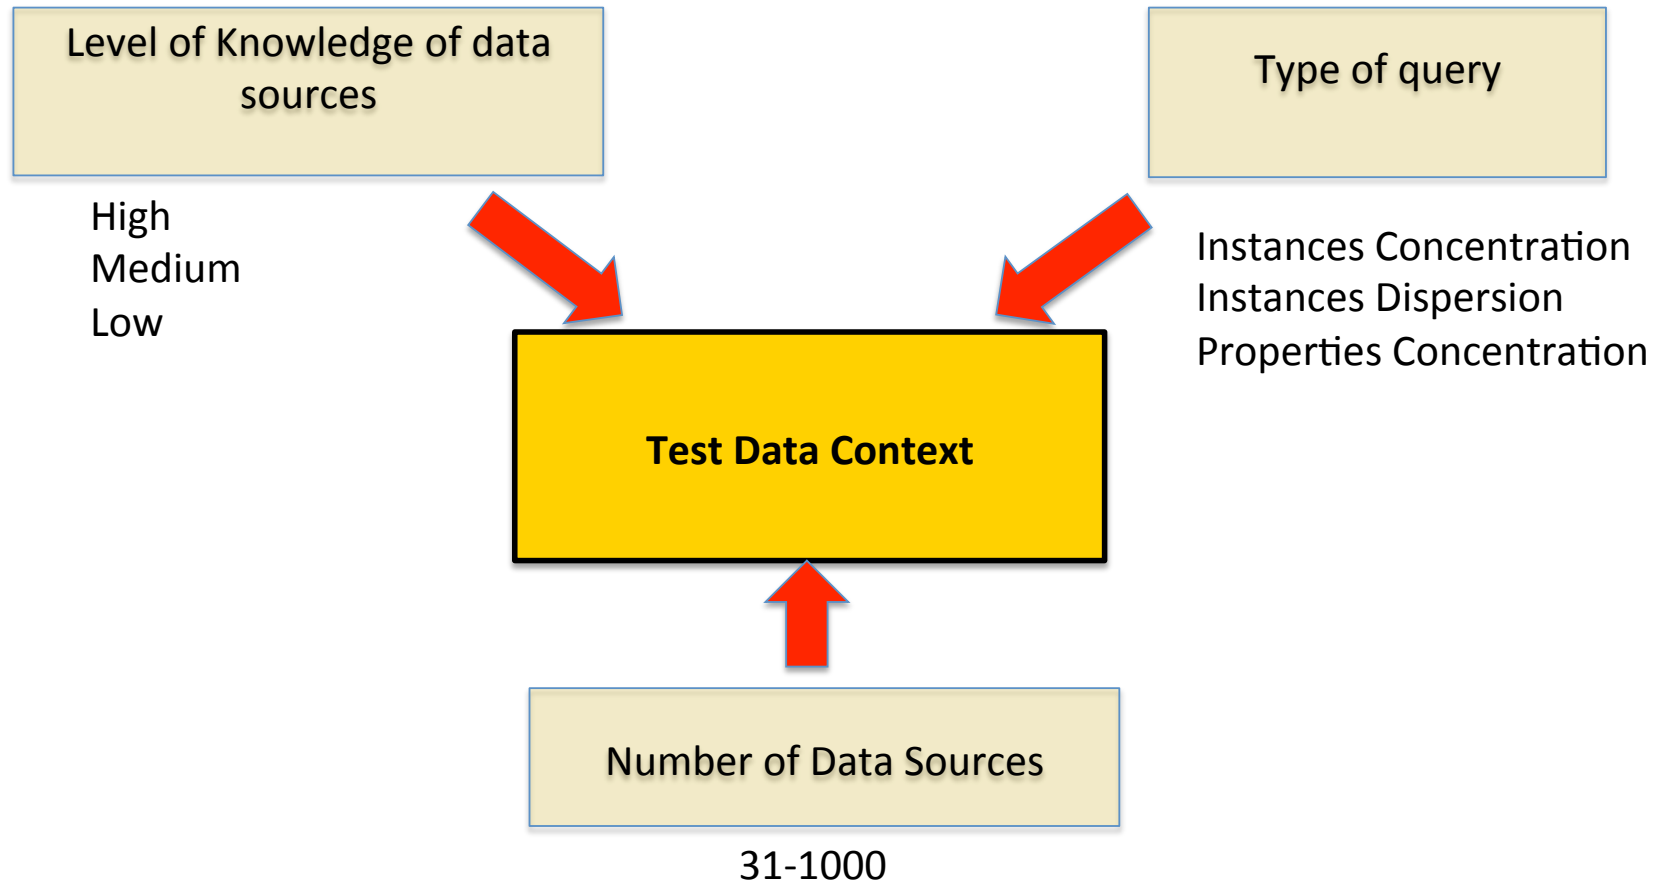 Level of Knowledge of data
sources
High
Medium
Low
Type of query
Instances Concentration
Instances Dispersion
Properties Concentration
Test Data Context
Number of Data Sources
31-1000